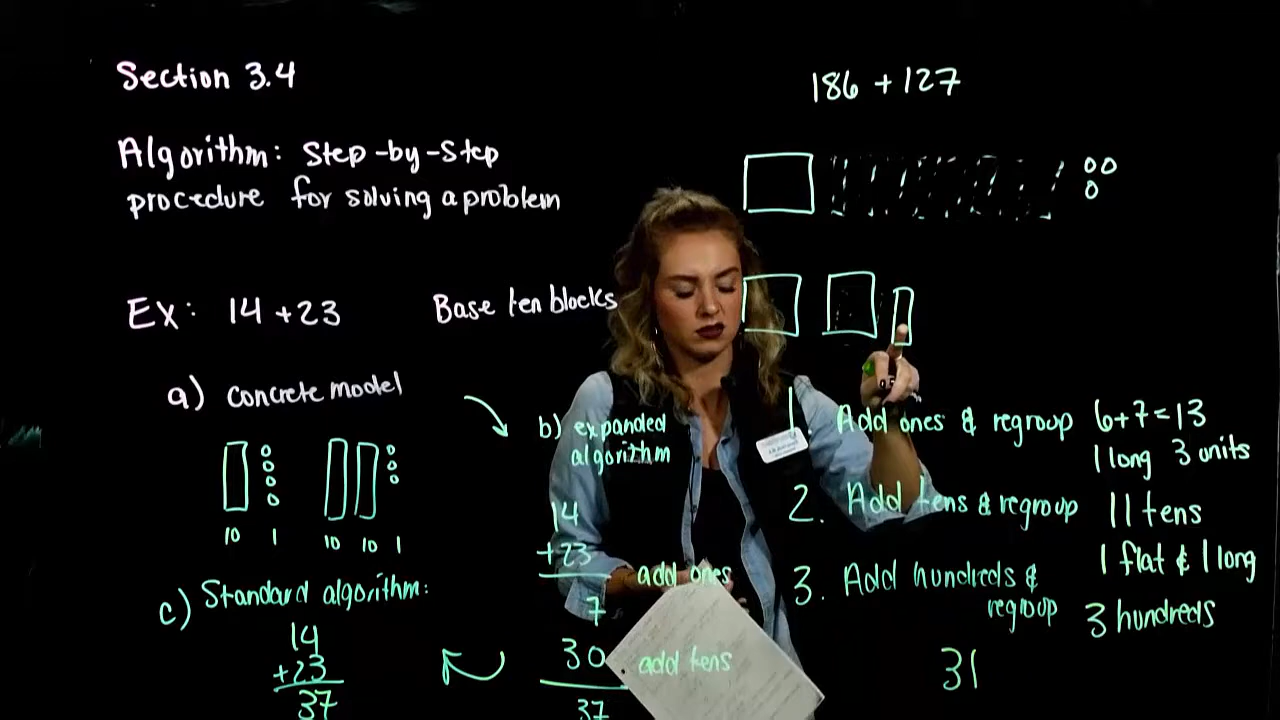 Section 3.4
Algorithm: Step-by-Step
procedure for solving a problem
Ex: 14 + 23
Base ten blocks
a) concrete model
10 1 10 10 1
c) Standard algorithm:
14
+23
37
b) expanded
algorithm
14
+23
7 add ones
30 add tens
37
186 + 127
1. Add ones & regroup 6+7=13
1 long 3 units
2. Add tens & regroup 11 tens
1 flat & 1 long
3. Add hundreds &
regroup 3 hundreds
31